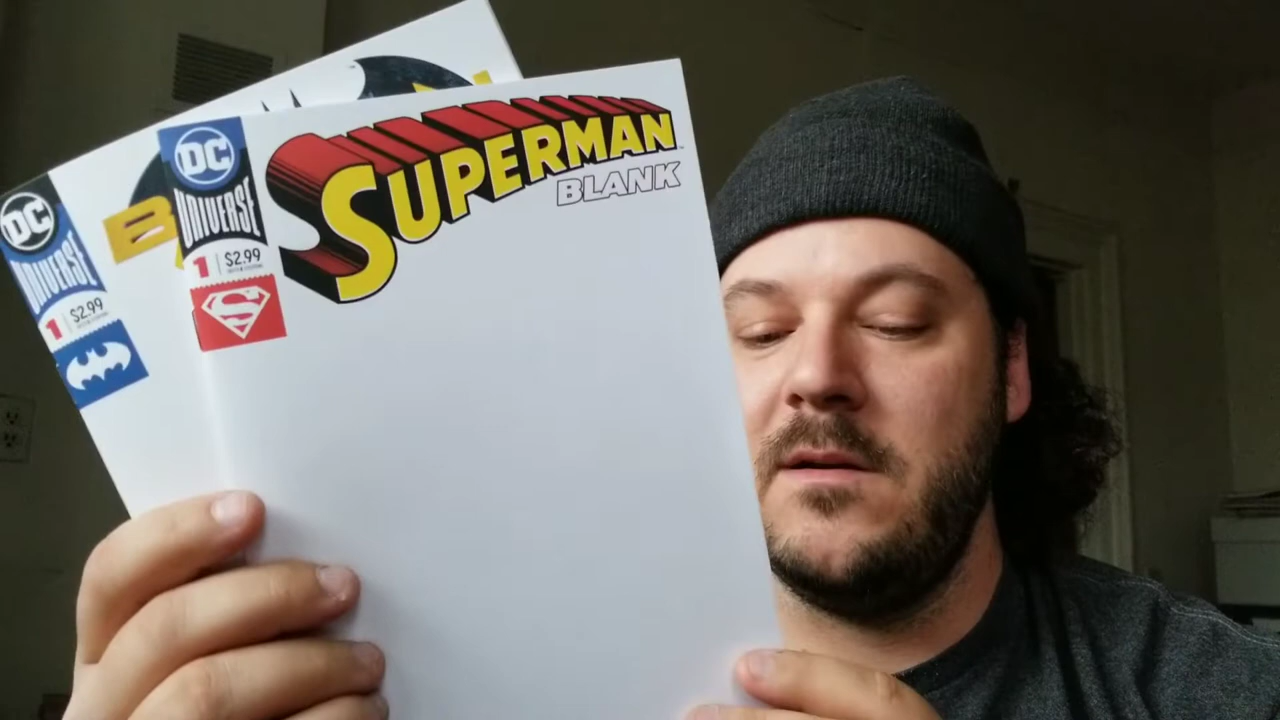 DC
UNIVERSE
1 $2.99
SUPERMAN
BLANK
DC
UNIVERSE
1 $2.99
B